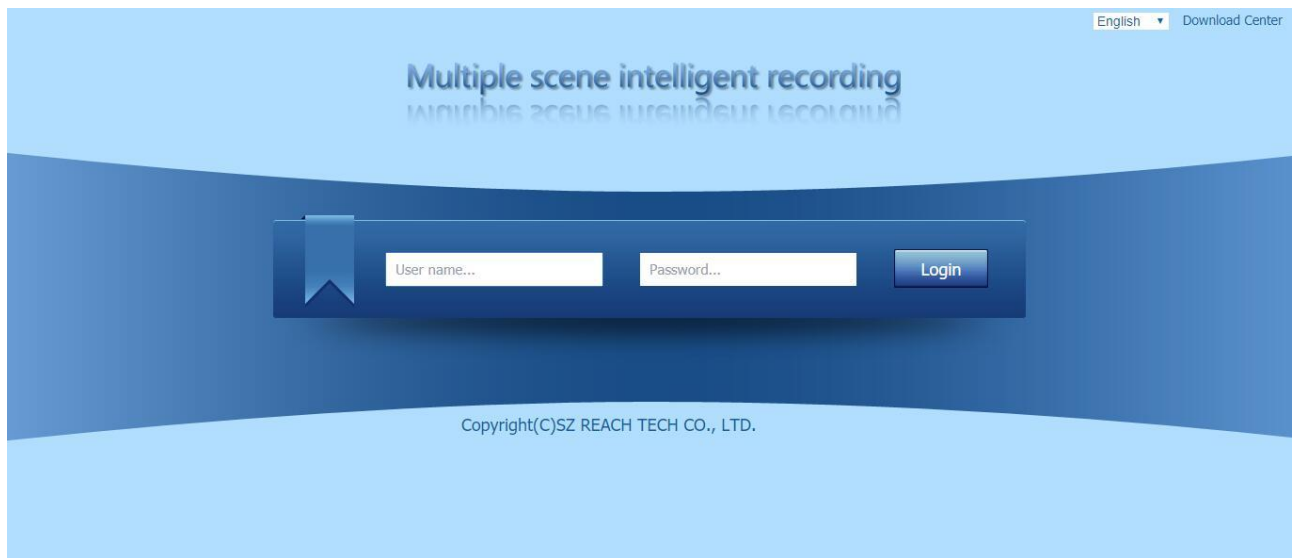 English Download Center
Multiple scene intelligent recording
User name... Password... Login
Copyright(C)SZ REACH TECH CO., LTD.